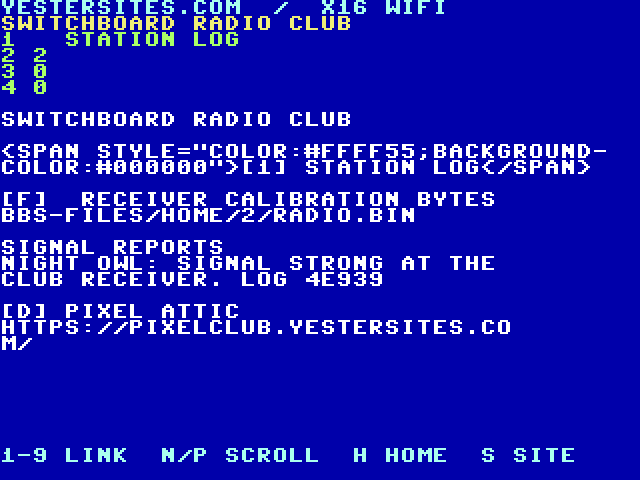 YESTERSITES.COM / X16 WIFI
SWITCHBOARD RADIO CLUB
1 STATION LOG
2 2
3 0
4 0
SWITCHBOARD RADIO CLUB
<SPAN STYLE="COLOR:#FFFF55;BACKGROUND-
COLOR:#000000">[1] STATION LOG</SPAN>
[F] RECEIVER CALIBRATION BYTES
BBS-FILES/HOME/2/RADIO.BIN
SIGNAL REPORTS
NIGHT OWL: SIGNAL STRONG AT THE
CLUB RECEIVER. LOG 4E939
[D] PIXEL ATTIC
HTTPS://PIXELCLUB.YESTERSITES.CO
M/
1-9 LINK N/P SCROLL H HOME S SITE